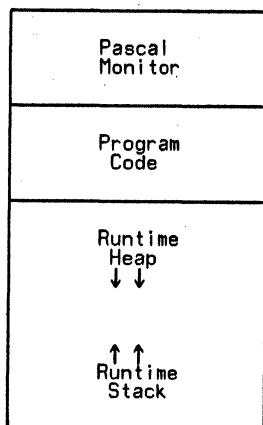 Pascal
Monitor
Program
Code
Runtime
Heap
↓ ↓
↑ ↑
Runtime
Stack